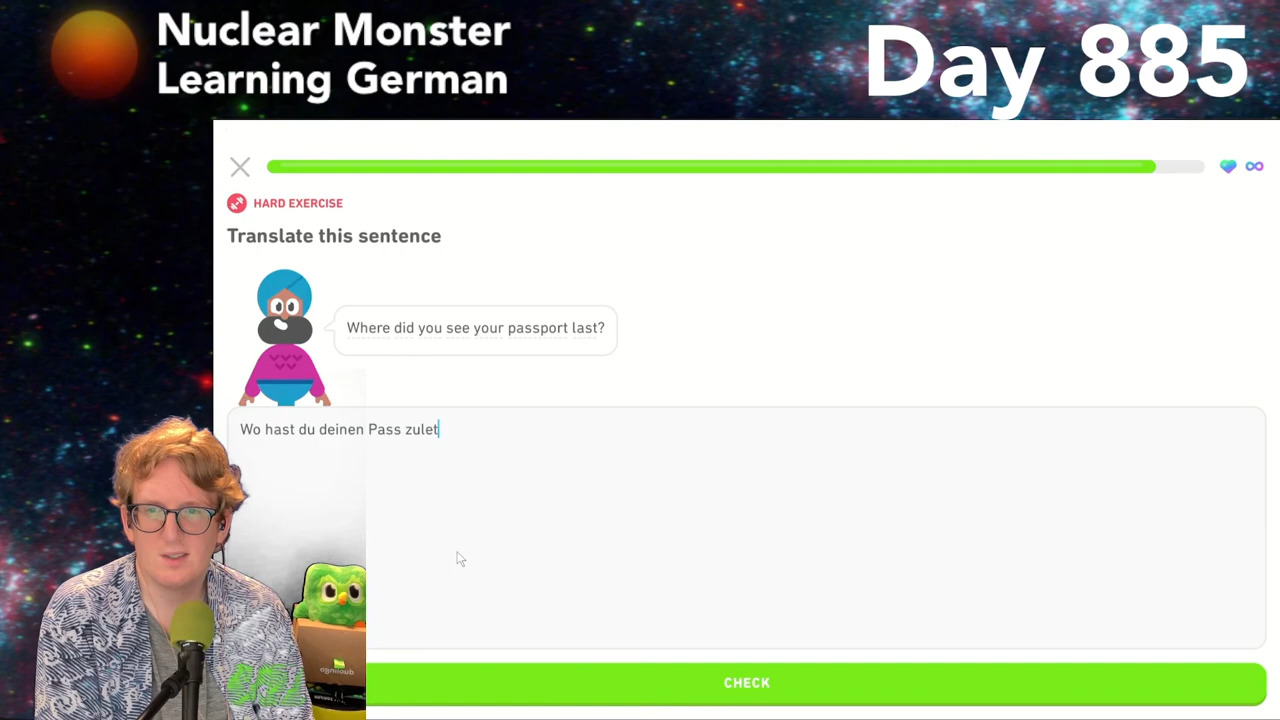 Nuclear Monster
Learning German
Day 885
HARD EXERCISE
Translate this sentence
Where did you see your passport last?
Wo hast du deinen Pass zulet
CHECK
duolingo